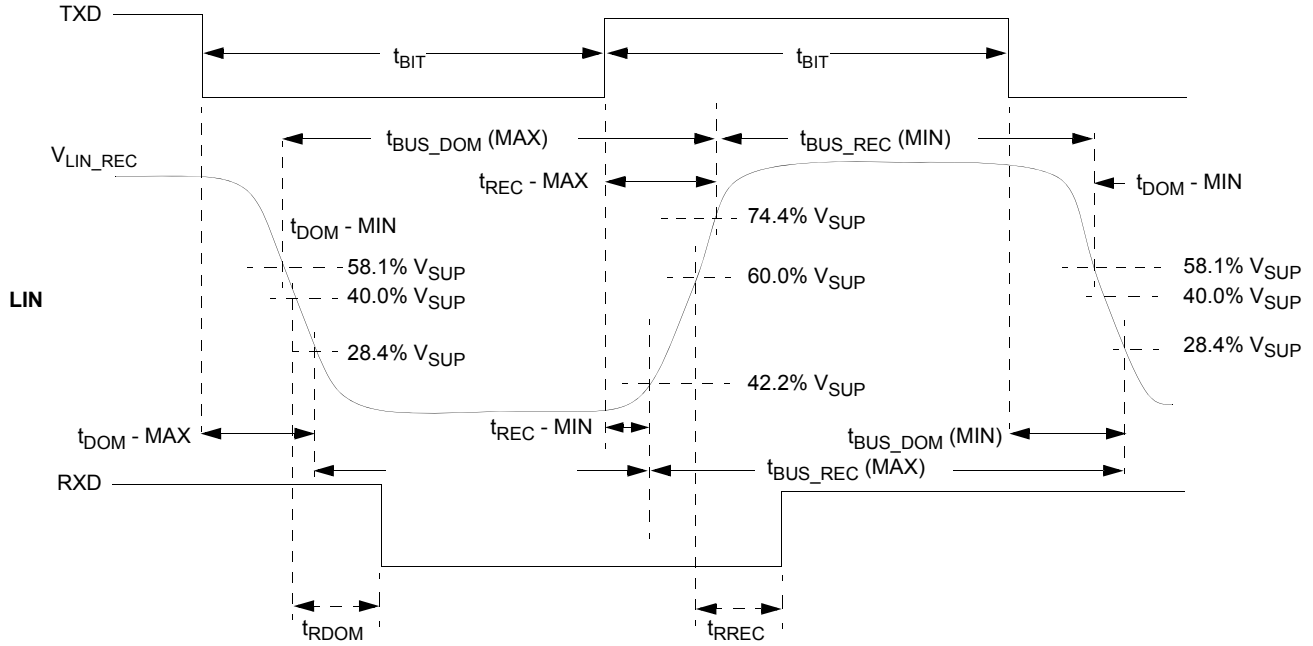 TXD
t_BIT
t_BIT
t_BUS_DOM (MAX)
t_BUS_REC (MIN)
V_LIN_REC
t_REC - MAX
t_DOM - MIN
74.4% V_SUP
t_DOM - MIN
58.1% V_SUP
60.0% V_SUP
58.1% V_SUP
LIN
40.0% V_SUP
40.0% V_SUP
28.4% V_SUP
28.4% V_SUP
42.2% V_SUP
t_DOM - MAX
t_REC - MIN
t_BUS_DOM (MIN)
t_BUS_REC (MAX)
RXD
t_RDOM
t_RREC